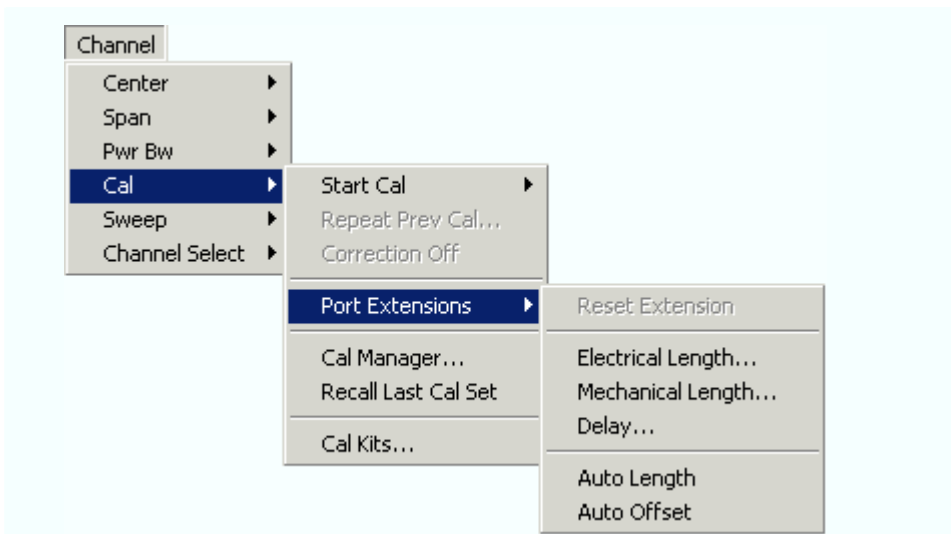 Channel
Center
Span
Pwr Bw
Cal
Sweep
Channel Select
Start Cal
Repeat Prev Cal...
Correction Off
Port Extensions
Cal Manager...
Recall Last Cal Set
Cal Kits...
Reset Extension
Electrical Length...
Mechanical Length...
Delay...
Auto Length
Auto Offset